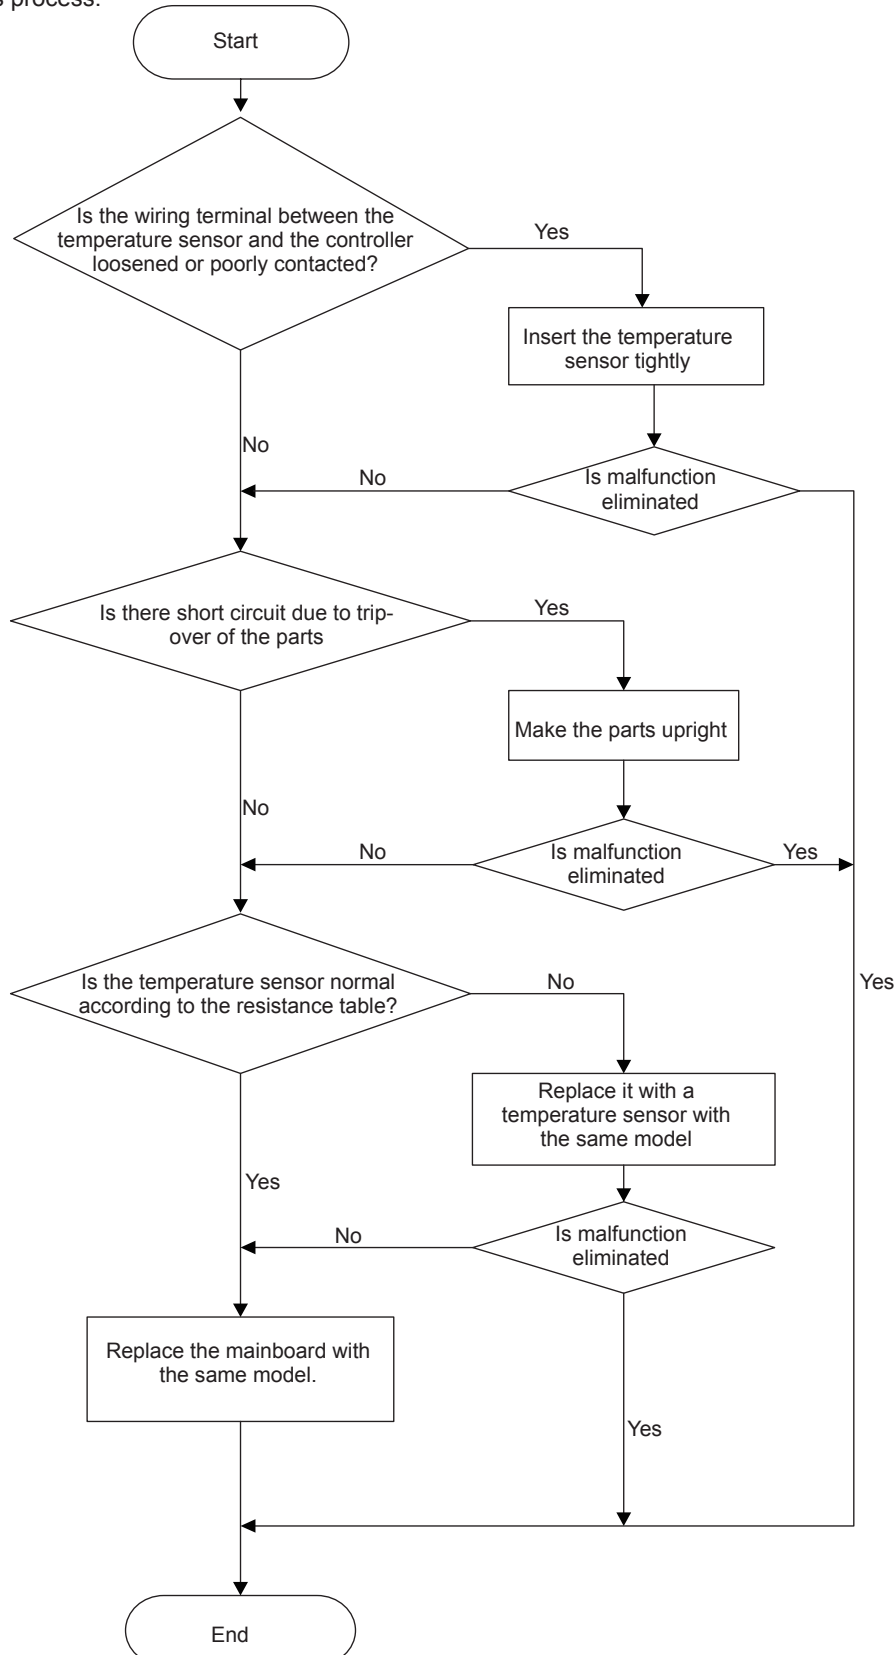 s process.
Start
Is the wiring terminal between the
temperature sensor and the controller
loosened or poorly contacted?
Yes
Insert the temperature
sensor tightly
No
No
Is malfunction
eliminated
Is there short circuit due to trip-
over of the parts
Yes
Make the parts upright
No
No
Is malfunction
eliminated
Yes
Is the temperature sensor normal
according to the resistance table?
No
Yes
Replace it with a
temperature sensor with
the same model
Yes
No
Is malfunction
eliminated
Replace the mainboard with
the same model.
Yes
End